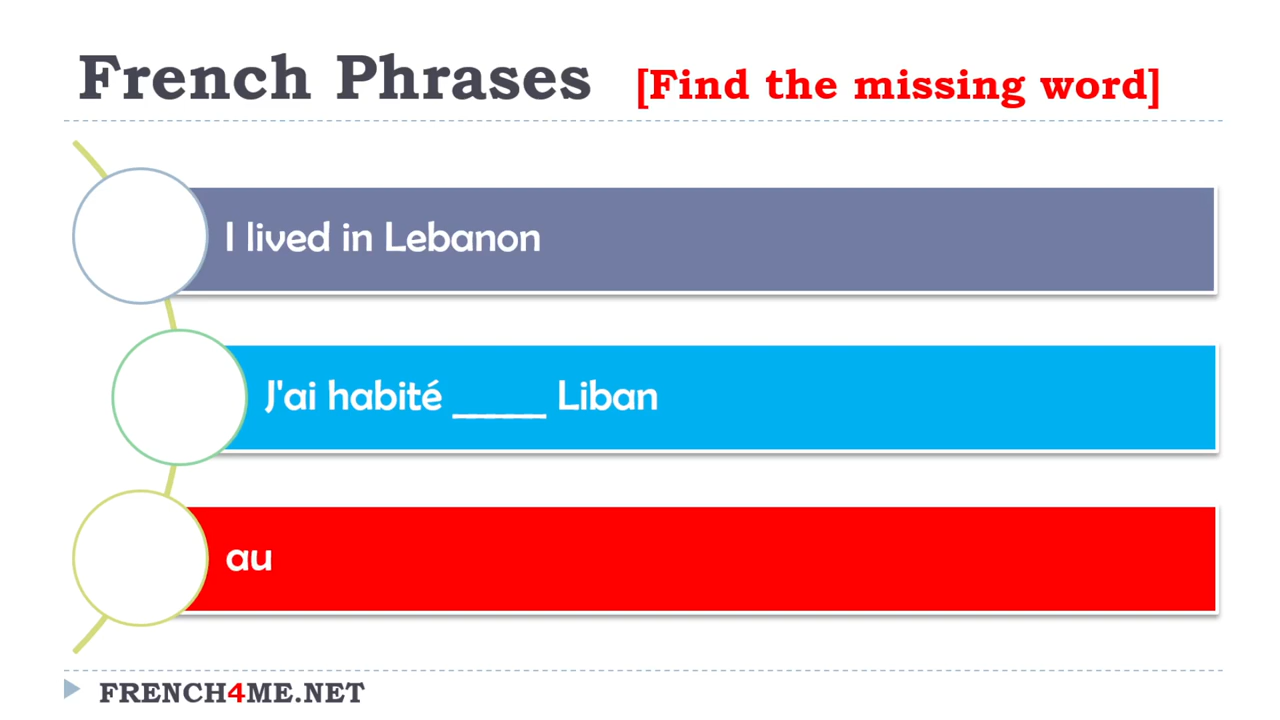 French Phrases [Find the missing word]
I lived in Lebanon
J'ai habité _____ Liban
au
FRENCH4ME.NET